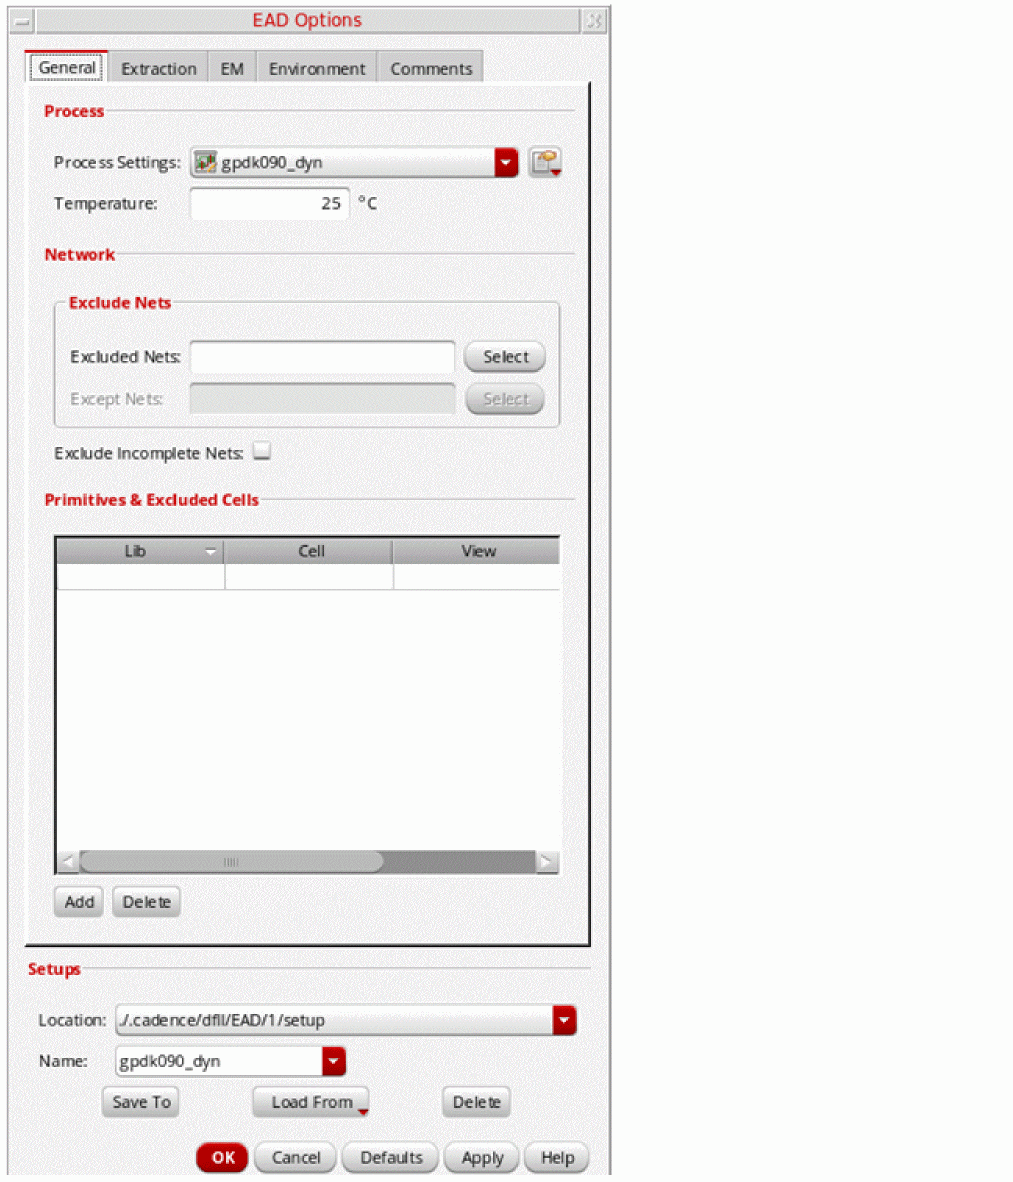 EAD Options
General Extraction EM Environment Comments
Process
Process Settings: gpdk090_dyn
Temperature: 25 °C
Network
Exclude Nets
Excluded Nets: Select
Except Nets: Select
Exclude Incomplete Nets:
Primitives & Excluded Cells
Lib Cell View
Add Delete
Setups
Location: ./.cadence/dfII/EAD/1/setup
Name: gpdk090_dyn
Save To Load From Delete
OK Cancel Defaults Apply Help